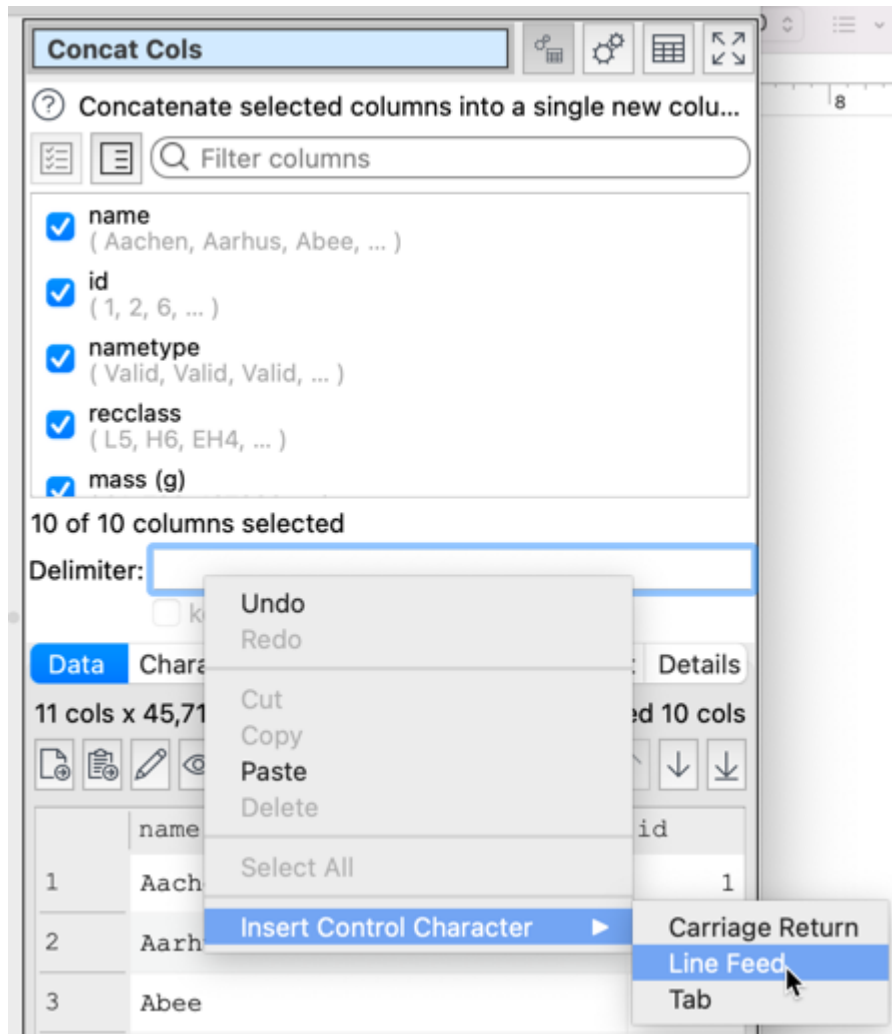 Concat Cols
8
Concatenate selected columns into a single new colu...
Filter columns
name
( Aachen, Aarhus, Abee, ... )
id
( 1, 2, 6, ... )
nametype
( Valid, Valid, Valid, ... )
recclass
( L5, H6, EH4, ... )
mass (g)
10 of 10 columns selected
Delimiter:
Undo
Redo
Cut
Copy
Paste
Delete
Select All
Insert Control Character
Carriage Return
Line Feed
Tab
Data
Details
11 cols x 45,71
10 cols
name
id
1
1
2
3
Abee